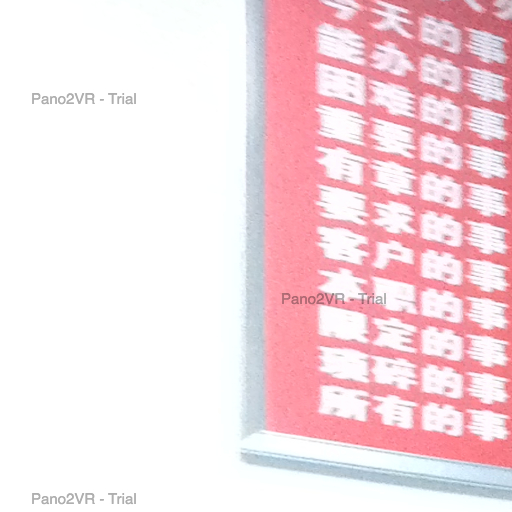 今天的事
能办的事
困难的事
重要的事
有章的事
要求的事
客户的事
本职的事
限定的事
琐碎的事
所有的事
Pano2VR - Trial
Pano2VR - Trial
Pano2VR - Trial